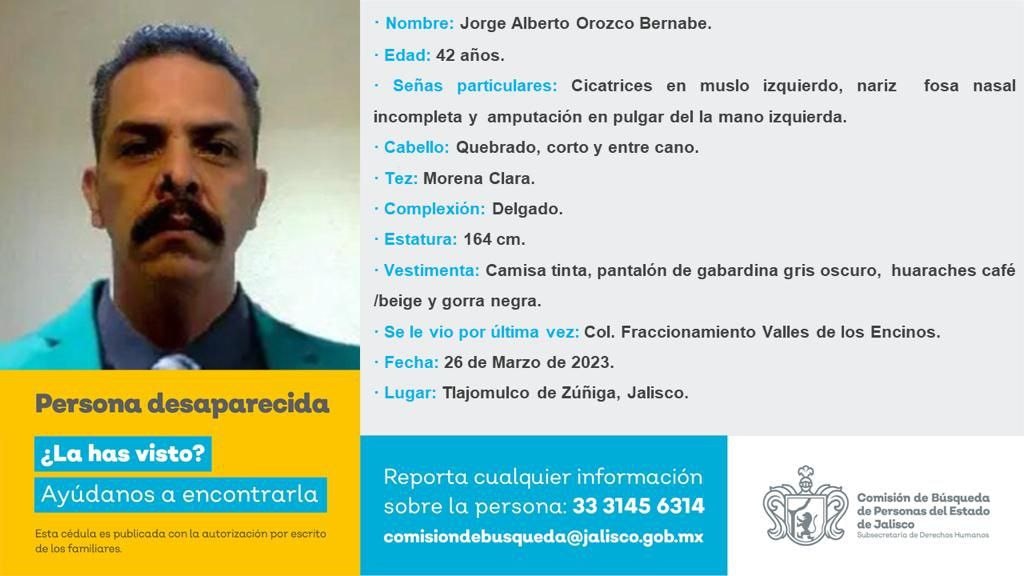 · Nombre: Jorge Alberto Orozco Bernabe.
· Edad: 42 años.
· Señas particulares: Cicatrices en muslo izquierdo, nariz fosa nasal
incompleta y amputación en pulgar del la mano izquierda.
· Cabello: Quebrado, corto y entre cano.
· Tez: Morena Clara.
· Complexión: Delgado.
· Estatura: 164 cm.
· Vestimenta: Camisa tinta, pantalón de gabardina gris oscuro, huaraches café
/beige y gorra negra.
· Se le vio por última vez: Col. Fraccionamiento Valles de los Encinos.
· Fecha: 26 de Marzo de 2023.
· Lugar: Tlajomulco de Zúñiga, Jalisco.
Persona desaparecida
¿La has visto?
Ayúdanos a encontrarla
Esta cédula es publicada con la autorización por escrito
de los familiares.
Reporta cualquier información
sobre la persona: 33 3145 6314
comisiondebusqueda@jalisco.gob.mx
Comisión de Búsqueda
de Personas del Estado
de Jalisco
Subsecretaría de Derechos Humanos